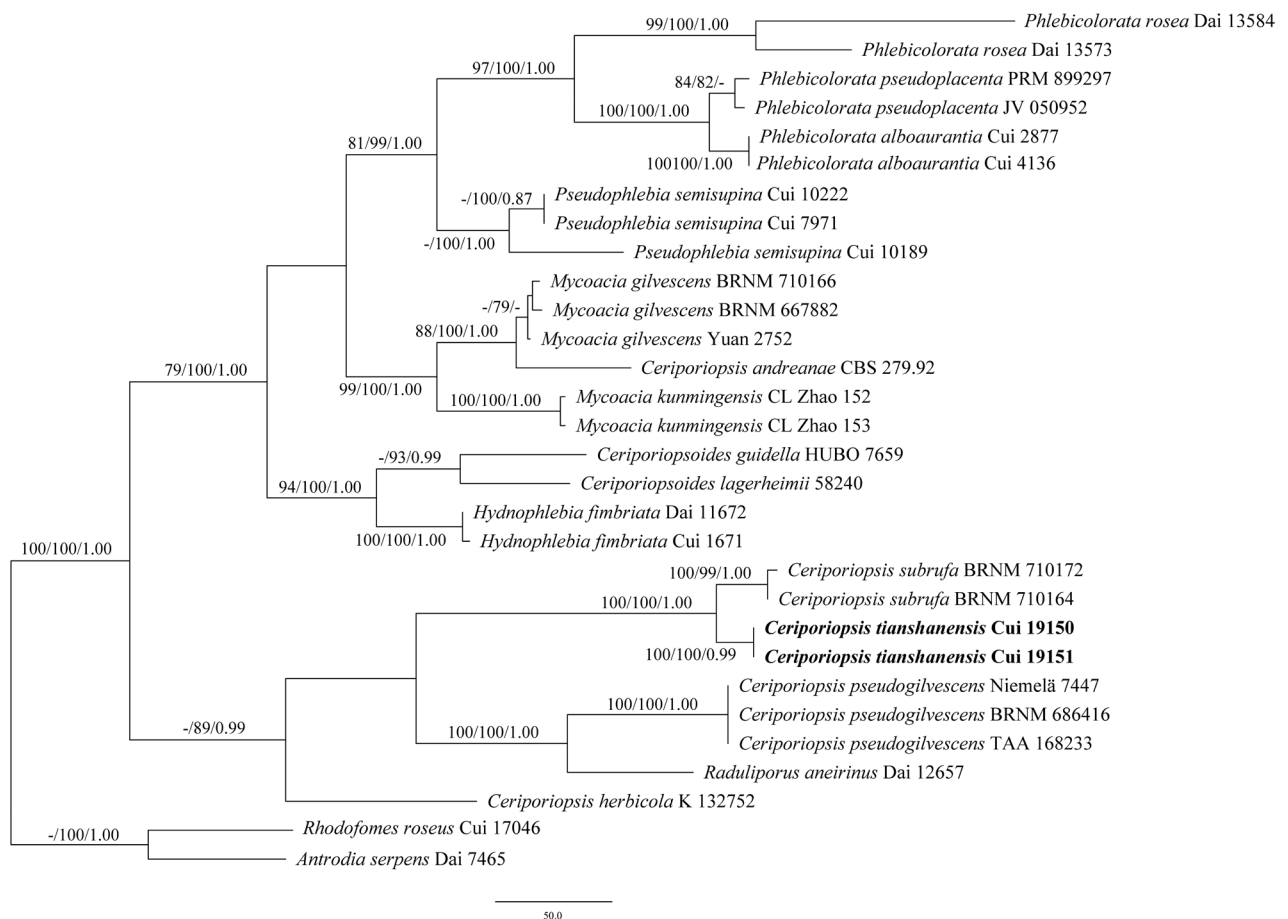 99/100/1.00
Phlebicolorata rosea Dai 13584
Phlebicolorata rosea Dai 13573
97/100/1.00
84/82/-
Phlebicolorata pseudoplacenta PRM 899297
100/100/1.00
Phlebicolorata pseudoplacenta JV 050952
Phlebicolorata alboaurantia Cui 2877
81/99/1.00
100100/1.00
Phlebicolorata alboaurantia Cui 4136
-/100/0.87
Pseudophlebia semisupina Cui 10222
Pseudophlebia semisupina Cui 7971
-/100/1.00
Pseudophlebia semisupina Cui 10189
Mycoacia gilvescens BRNM 710166
-/79/-
Mycoacia gilvescens BRNM 667882
88/100/1.00
Mycoacia gilvescens Yuan 2752
79/100/1.00
Ceriporiopsis andreanae CBS 279.92
99/100/1.00
100/100/1.00
Mycoacia kunmingensis CL Zhao 152
Mycoacia kunmingensis CL Zhao 153
-/93/0.99
Ceriporiopsoides guidella HUBO 7659
94/100/1.00
Ceriporiopsoides lagerheimii 58240
Hydnophlebia fimbriata Dai 11672
100/100/1.00
Hydnophlebia fimbriata Cui 1671
100/100/1.00
100/99/1.00
Ceriporiopsis subrufa BRNM 710172
100/100/1.00
Ceriporiopsis subrufa BRNM 710164
Ceriporiopsis tianshanensis Cui 19150
100/100/0.99
Ceriporiopsis tianshanensis Cui 19151
Ceriporiopsis pseudogilvescens Niemelä 7447
100/100/1.00
Ceriporiopsis pseudogilvescens BRNM 686416
-/89/0.99
100/100/1.00
Ceriporiopsis pseudogilvescens TAA 168233
Raduliporus aneirinus Dai 12657
Ceriporiopsis herbicola K 132752
-/100/1.00
Rhodofomes roseus Cui 17046
Antrodia serpens Dai 7465
50.0